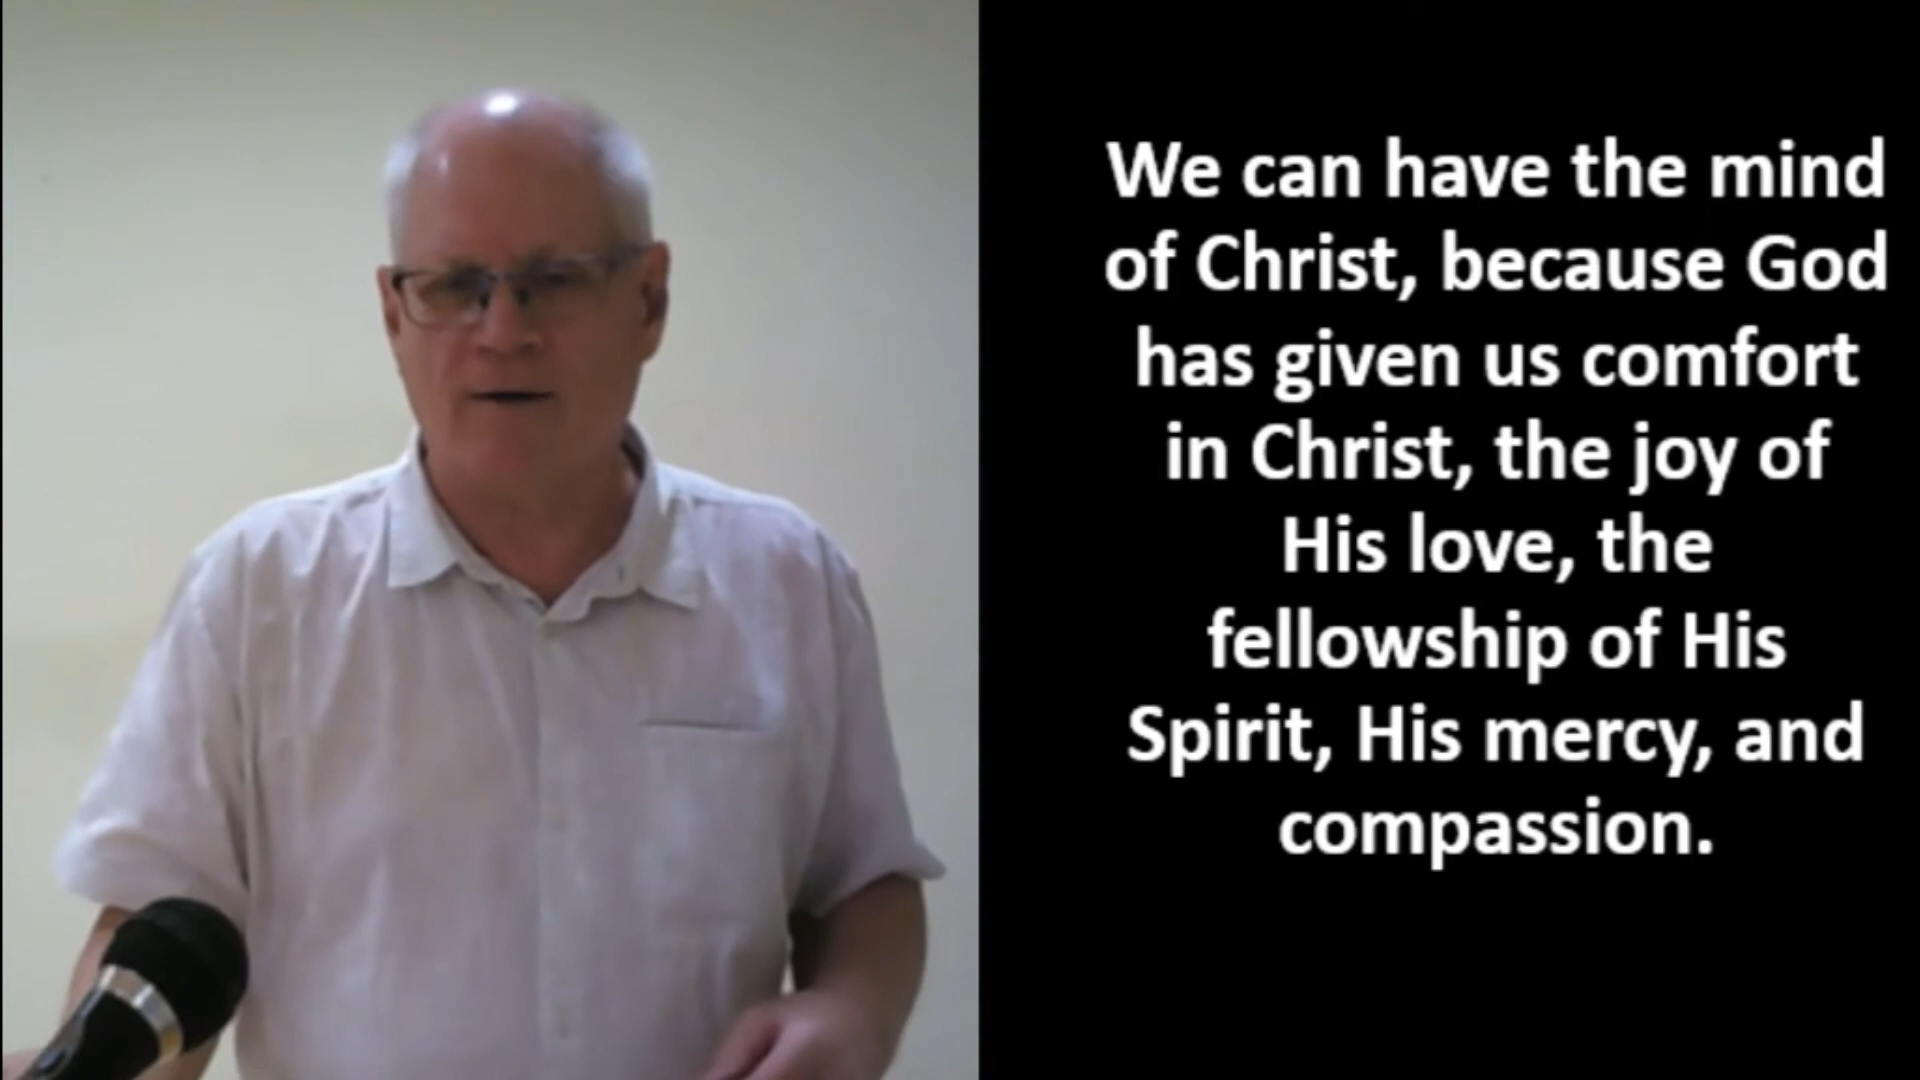 We can have the mind
of Christ, because God
has given us comfort
in Christ, the joy of
His love, the
fellowship of His
Spirit, His mercy, and
compassion.